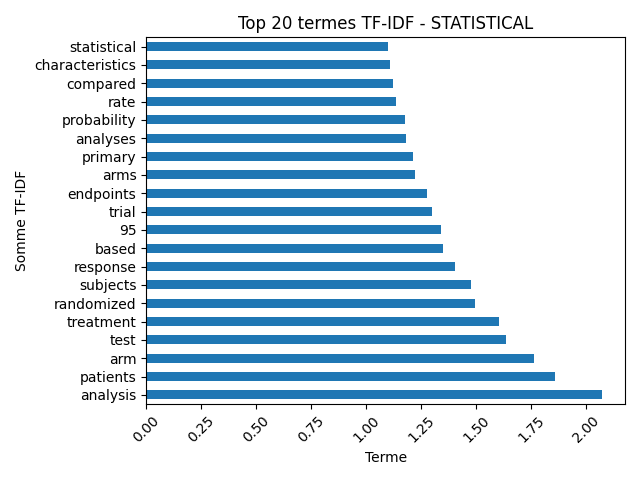 Top 20 termes TF-IDF - STATISTICAL
Somme TF-IDF
statistical
characteristics
compared
rate
probability
analyses
primary
arms
endpoints
trial
95
based
response
subjects
randomized
treatment
test
arm
patients
analysis
0.00 0.25 0.50 0.75 1.00 1.25 1.50 1.75 2.00
Terme